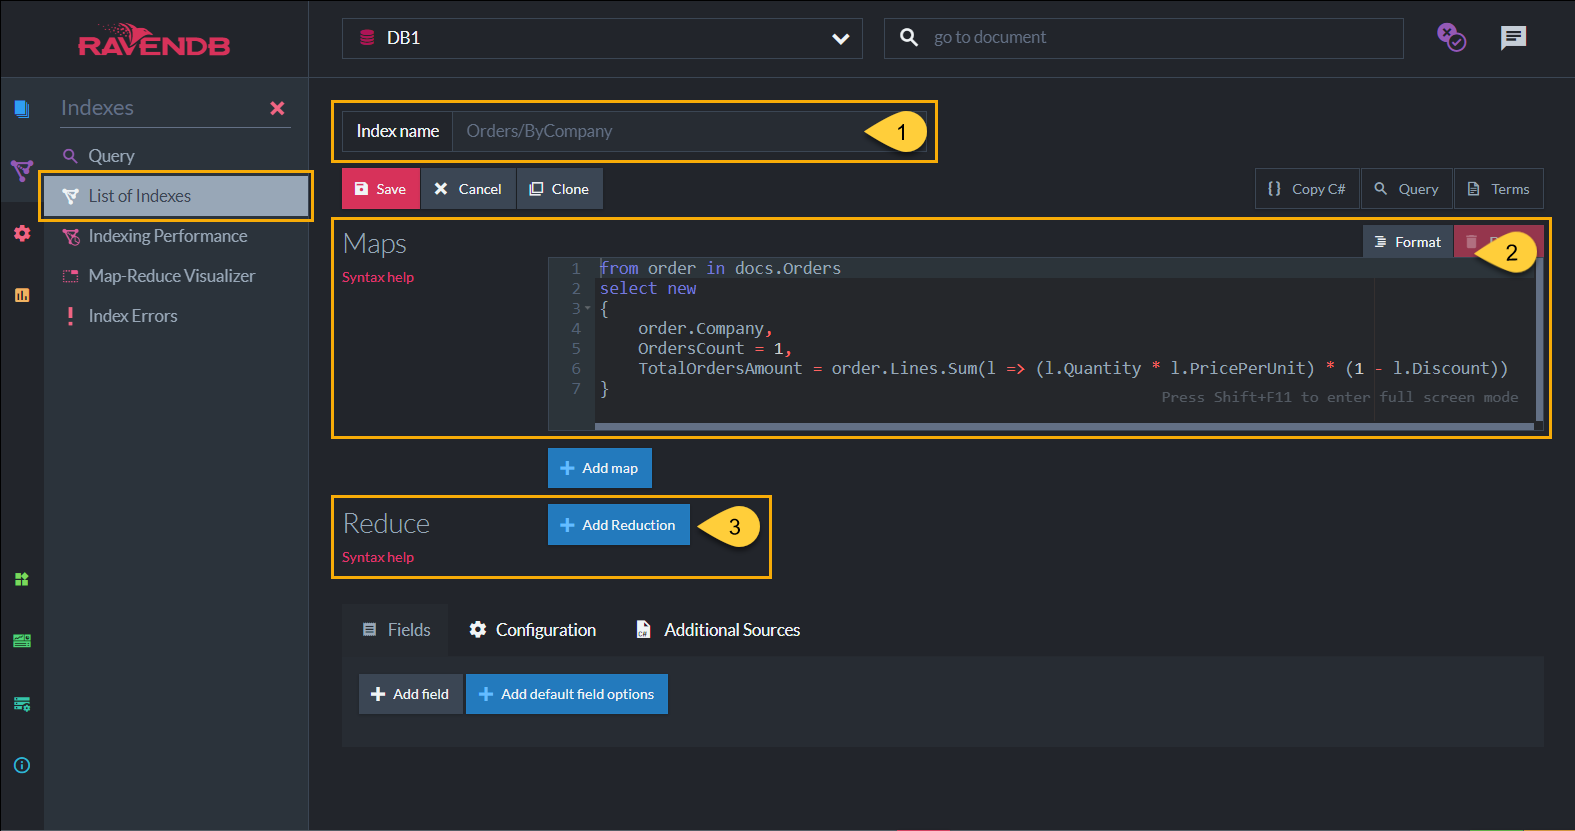 RAVENDB
DB1
go to document
Indexes
Query
List of Indexes
Indexing Performance
Map-Reduce Visualizer
Index Errors
Index name Orders/ByCompany
1
Save Cancel Clone
{} Copy C# Query Terms
Maps
Syntax help
Format
2
1 from order in docs.Orders
2 select new
3 {
4 order.Company,
5 OrdersCount = 1,
6 TotalOrdersAmount = order.Lines.Sum(l => (l.Quantity * l.PricePerUnit) * (1 - l.Discount))
7 }
Press Shift+F11 to enter full screen mode
+ Add map
Reduce
Syntax help
+ Add Reduction
3
Fields Configuration C# Additional Sources
+ Add field + Add default field options